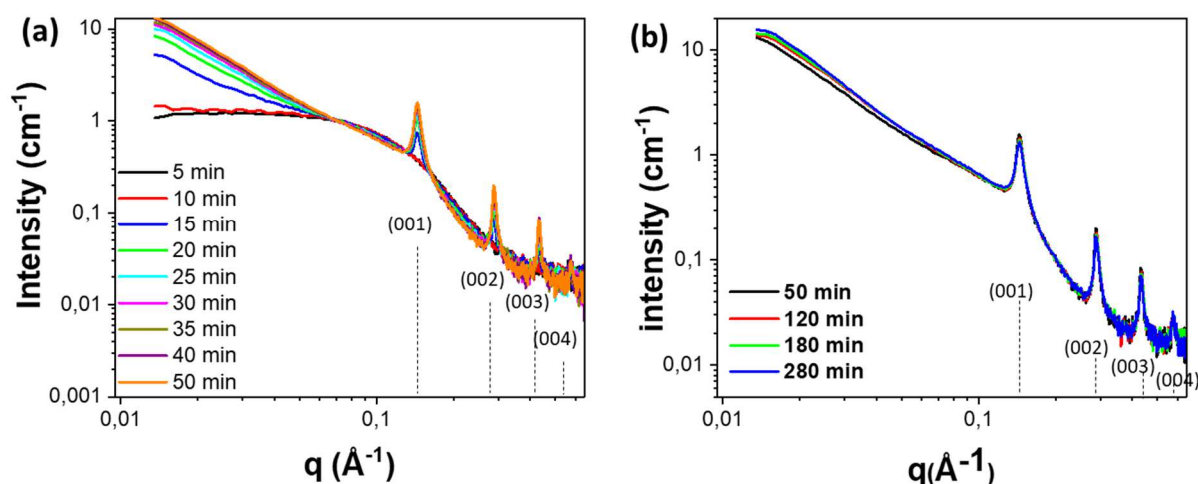 (a)
Intensity (cm⁻¹)
10
1
0,1
0,01
0,001
5 min
10 min
15 min
20 min
25 min
30 min
35 min
40 min
50 min
(001)
(002)
(003)
(004)
0,01
0,1
q (Å⁻¹)
(b)
intensity (cm⁻¹)
10
1
0,1
0,01
50 min
120 min
180 min
280 min
(001)
(002)
(003)
(004)
0,01
0,1
q(Å⁻¹)